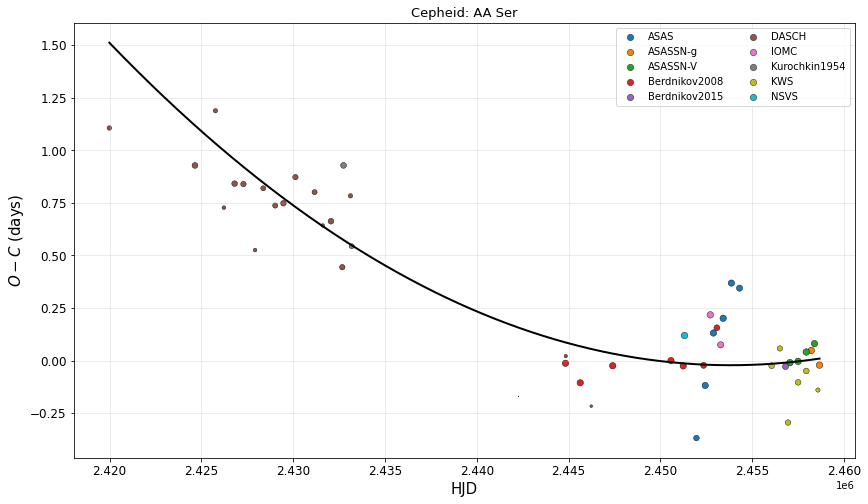 Cepheid: AA Ser
ASAS
ASASSN-g
ASASSN-V
Berdnikov2008
Berdnikov2015
DASCH
IOMC
Kurochkin1954
KWS
NSVS
1.50
1.25
1.00
0.75
0.50
0.25
0.00
−0.25
O − C (days)
2.420 2.425 2.430 2.435 2.440 2.445 2.450 2.455 2.460
1e6
HJD